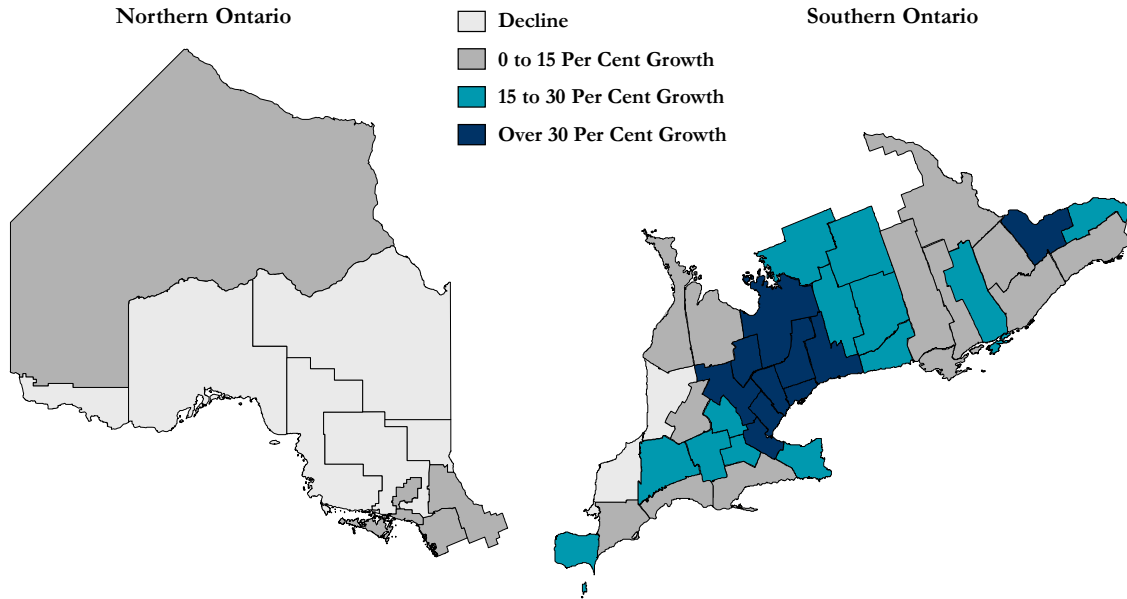 Northern Ontario
Decline
0 to 15 Per Cent Growth
15 to 30 Per Cent Growth
Over 30 Per Cent Growth
Southern Ontario